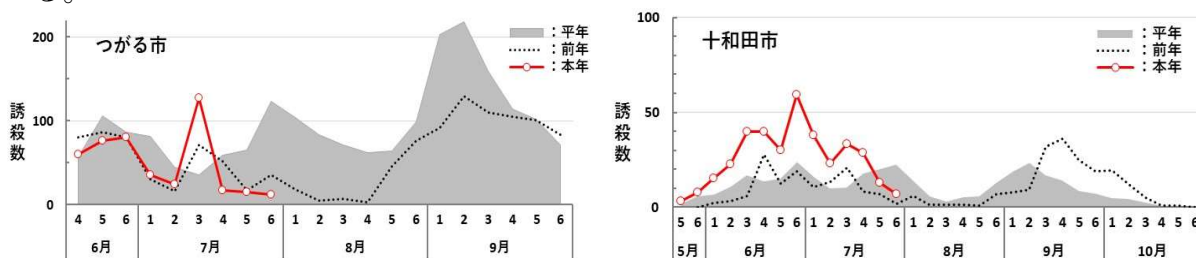 る。
つがる市
：平年
：前年
：本年
200
100
0
誘殺数
4 5 6 1 2 3 4 5 6 1 2 3 4 5 6 1 2 3 4 5 6
6月 7月 8月 9月
十和田市
：平年
：前年
：本年
100
50
0
誘殺数
5 6 1 2 3 4 5 6 1 2 3 4 5 6 1 2 3 4 5 6 1 2 3 4 5 6 1 2 3 4 5 6
5月 6月 7月 8月 9月 10月